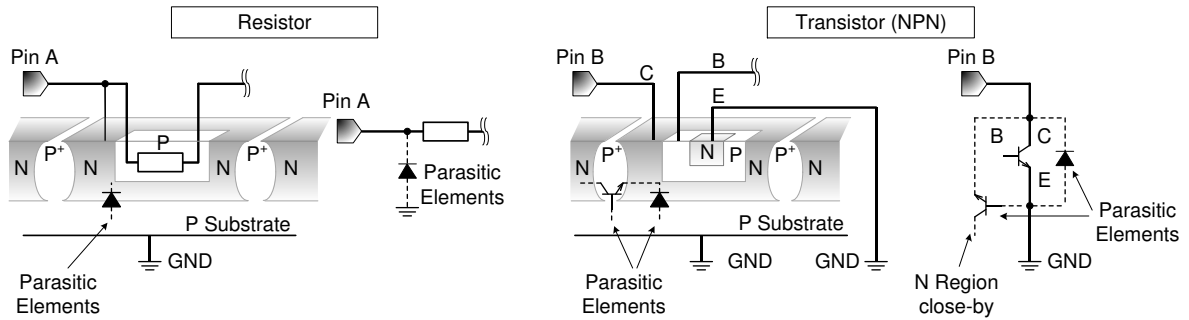 Resistor
Pin A
N
P+
N
P
N
P+
N
Parasitic
Elements
P Substrate
GND
Pin A
Parasitic
Elements
Transistor (NPN)
Pin B
C
B
E
N
P+
N
N
P
N
P+
N
P Substrate
Parasitic
Elements
GND
GND
Pin B
B
C
E
Parasitic
Elements
GND
N Region
close-by